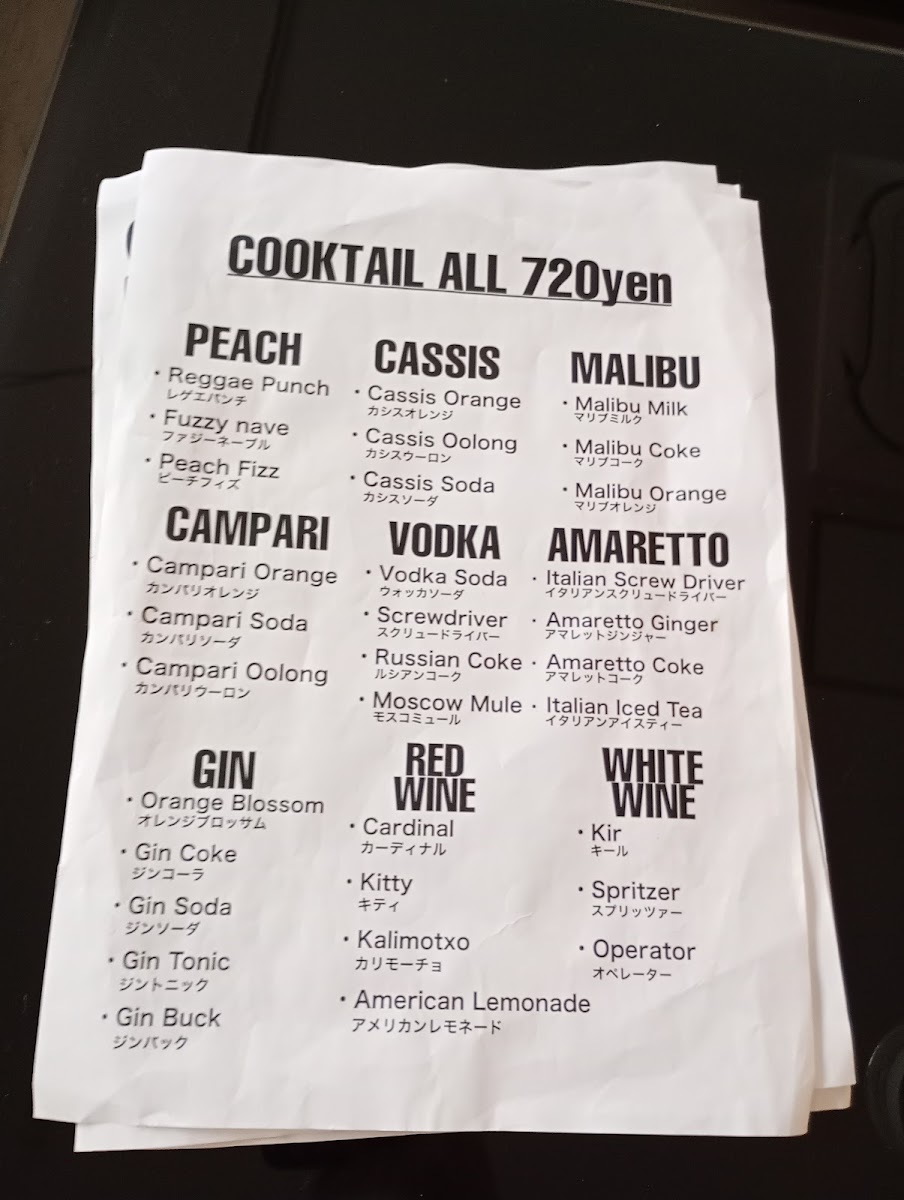 COOKTAIL ALL 720yen
PEACH
・Reggae Punch
レゲエパンチ
・Fuzzy nave
ファジーネーブル
・Peach Fizz
ピーチフィズ
CASSIS
・Cassis Orange
カシスオレンジ
・Cassis Oolong
カシスウーロン
・Cassis Soda
カシスソーダ
MALIBU
・Malibu Milk
マリブミルク
・Malibu Coke
マリブコーク
・Malibu Orange
マリブオレンジ
CAMPARI
・Campari Orange
カンパリオレンジ
・Campari Soda
カンパリソーダ
・Campari Oolong
カンパリウーロン
VODKA
・Vodka Soda
ウォッカソーダ
・Screwdriver
スクリュードライバー
・Russian Coke
ルシアンコーク
・Moscow Mule
モスコミュール
AMARETTO
・Italian Screw Driver
イタリアンスクリュードライバー
・Amaretto Ginger
アマレットジンジャー
・Amaretto Coke
アマレットコーク
・Italian Iced Tea
イタリアンアイスティー
GIN
・Orange Blossom
オレンジブロッサム
・Gin Coke
ジンコーラ
・Gin Soda
ジンソーダ
・Gin Tonic
ジントニック
・Gin Buck
ジンバック
RED
WINE
・Cardinal
カーディナル
・Kitty
キティ
・Kalimotxo
カリモーチョ
・American Lemonade
アメリカンレモネード
WHITE
WINE
・Kir
キール
・Spritzer
スプリッツァー
・Operator
オペレーター